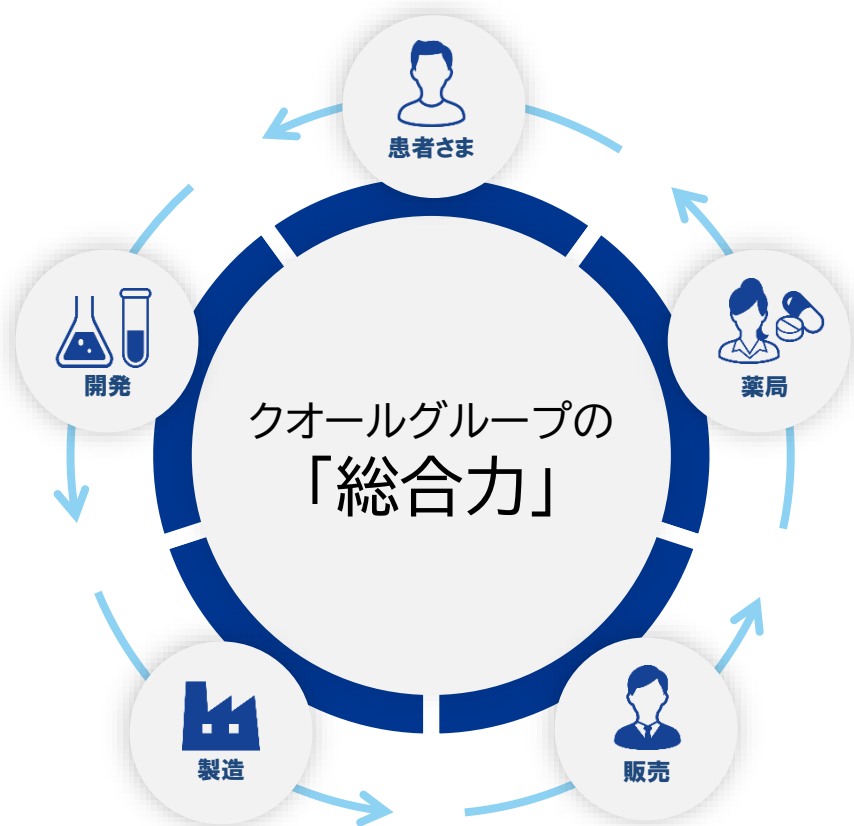 患者さま
開発
薬局
クオールグループの
「総合力」
製造
販売